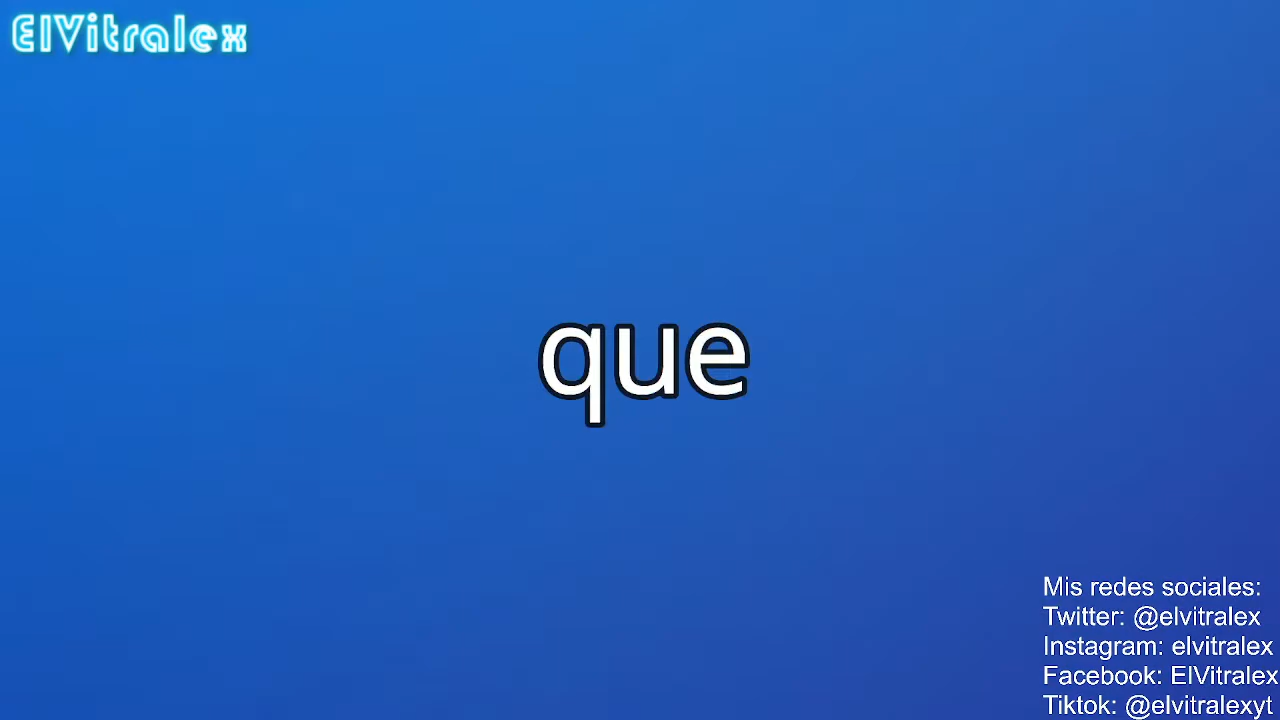 ElVitralex
que
Mis redes sociales:
Twitter: @elvitralex
Instagram: elvitralex
Facebook: ElVitralex
Tiktok: @elvitralexyt